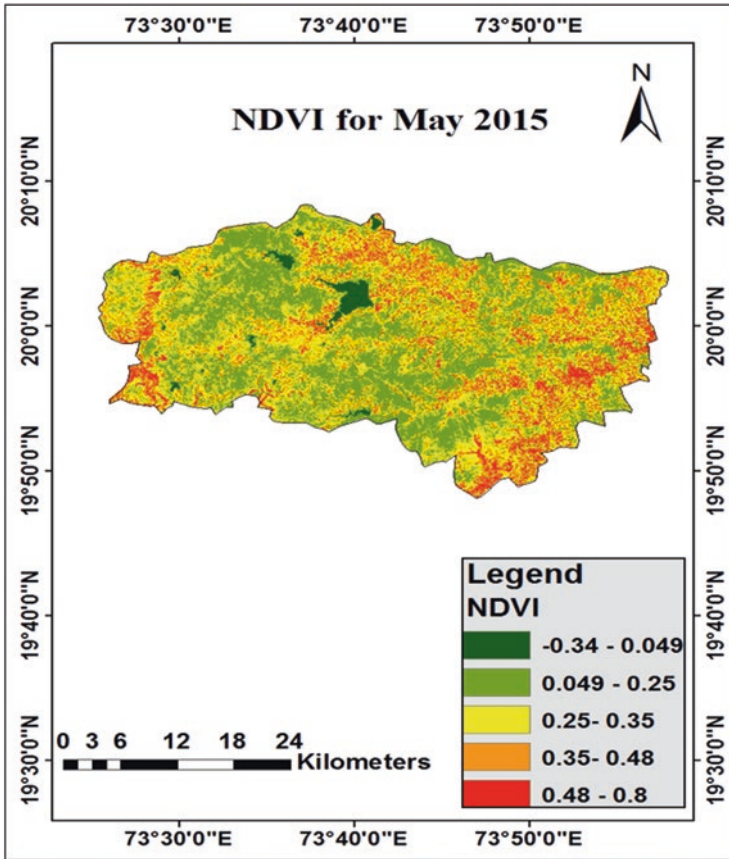 73°30'0"E 73°40'0"E 73°50'0"E
N
NDVI for May 2015
20°10'0"N 20°10'0"N
20°0'0"N 20°0'0"N
19°50'0"N 19°50'0"N
19°40'0"N 19°40'0"N
19°30'0"N 19°30'0"N
Legend
NDVI
-0.34 - 0.049
0.049 - 0.25
0.25- 0.35
0.35- 0.48
0.48 - 0.8
0 3 6 12 18 24
Kilometers
73°30'0"E 73°40'0"E 73°50'0"E